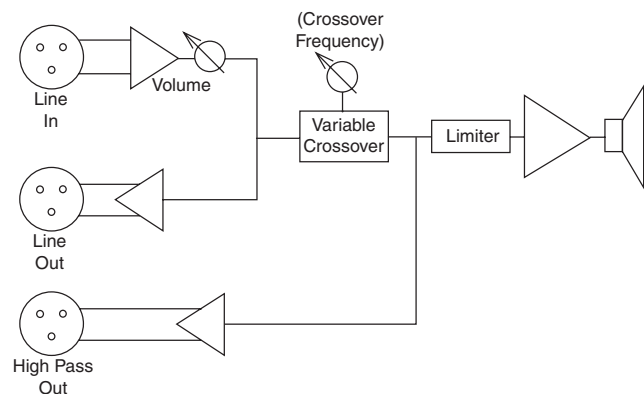 (Crossover
Frequency)
Volume
Line
In
Variable
Crossover
Limiter
Line
Out
High Pass
Out